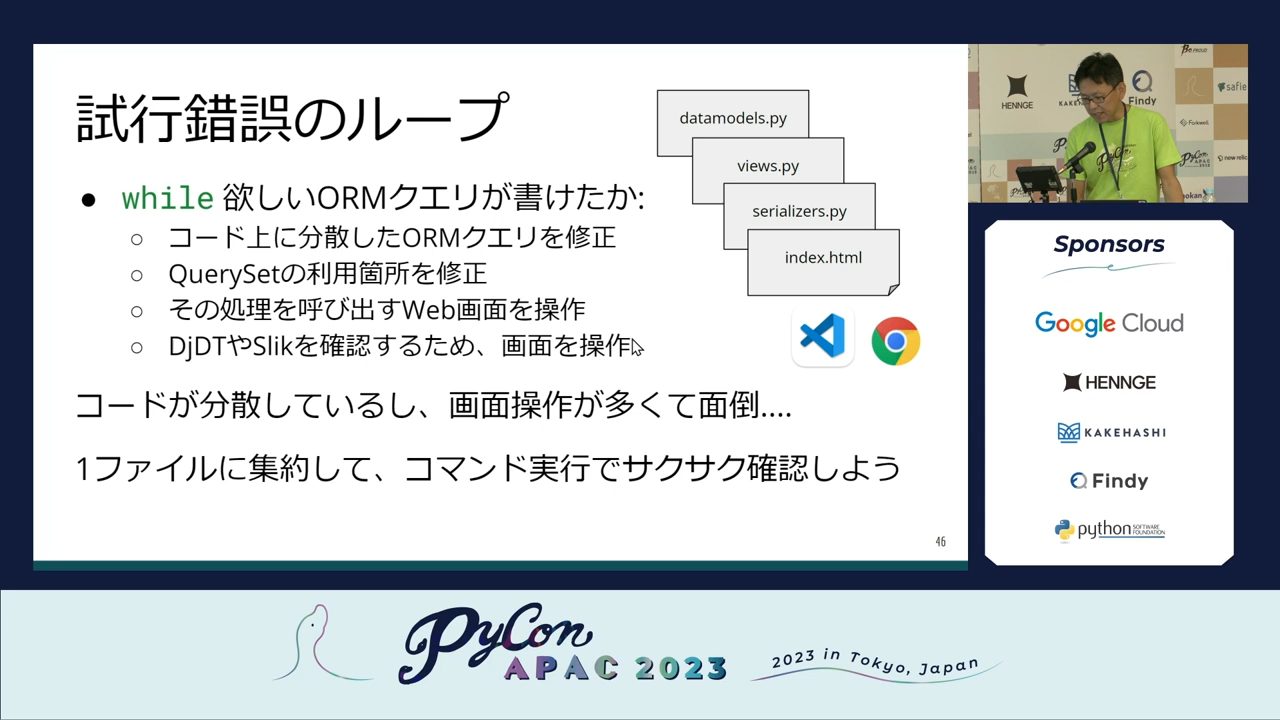 試行錯誤のループ
● while 欲しいORMクエリが書けたか:
○ コード上に分散したORMクエリを修正
○ QuerySetの利用箇所を修正
○ その処理を呼び出すWeb画面を操作
○ DjDTやSlikを確認するため、画面を操作
コードが分散しているし、画面操作が多くて面倒....
1ファイルに集約して、コマンド実行でサクサク確認しよう
datamodels.py
views.py
serializers.py
index.html
46
HENNGE
Findy
safie
Sponsors
Google Cloud
HENNGE
KAKEHASHI
Findy
python SOFTWARE FOUNDATION
PyCon
APAC 2023
2023 in Tokyo, Japan